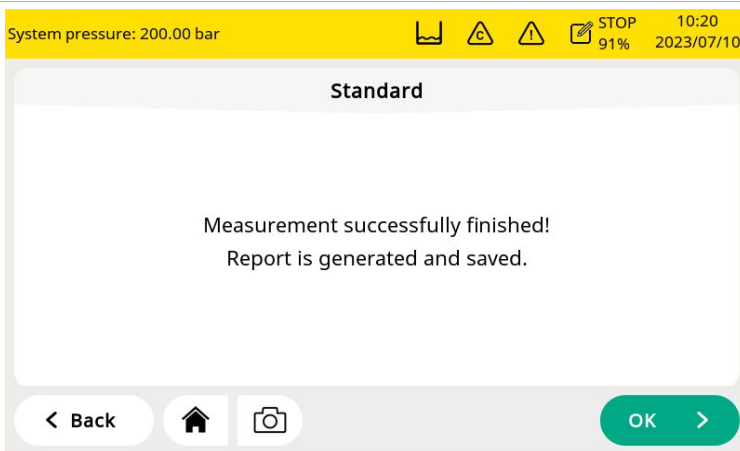 System pressure: 200.00 bar
C
!
STOP
91%
10:20
2023/07/10
Standard
Measurement successfully finished!
Report is generated and saved.
Back
OK